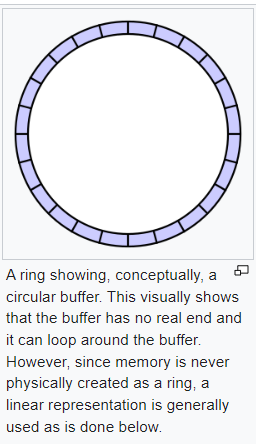 A ring showing, conceptually, a
circular buffer. This visually shows
that the buffer has no real end and
it can loop around the buffer.
However, since memory is never
physically created as a ring, a
linear representation is generally
used as is done below.